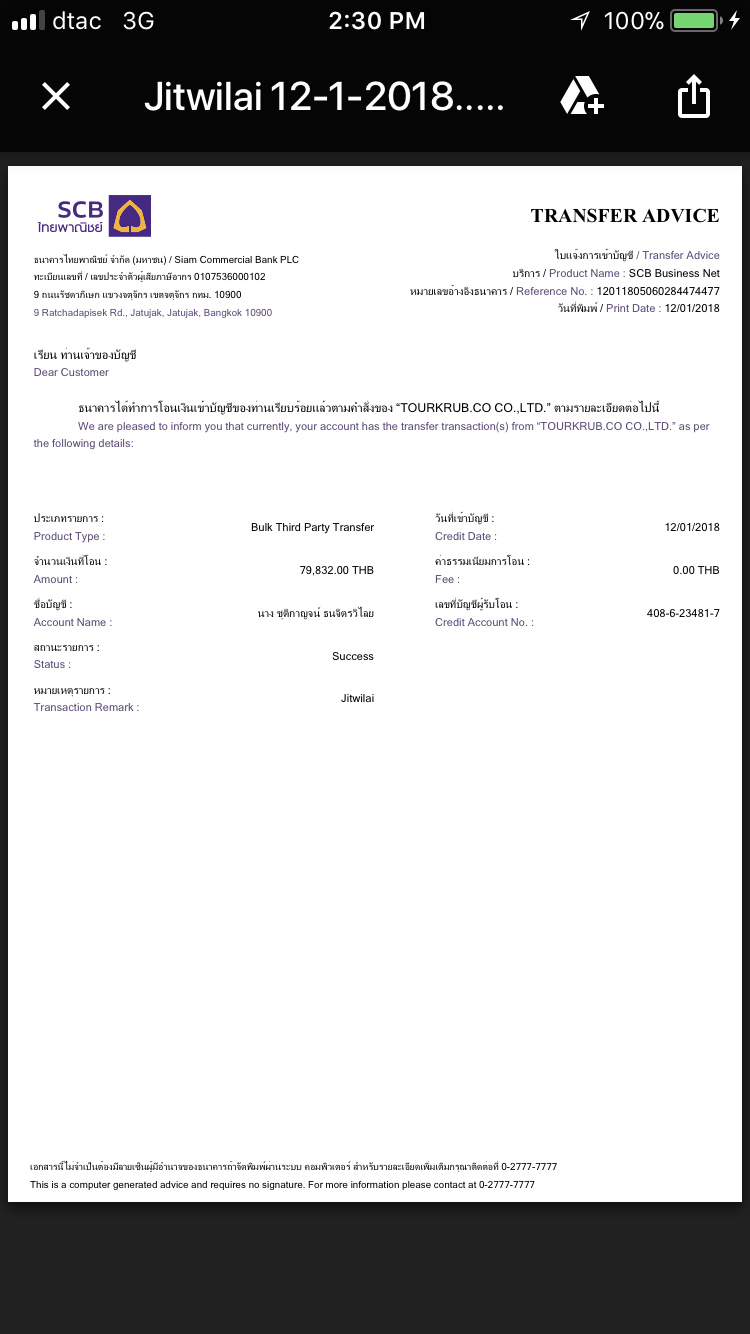 dtac 3G 2:30 PM 100%
Jitwilai 12-1-2018.....
SCB
ไทยพาณิชย์
TRANSFER ADVICE
ธนาคารไทยพาณิชย์ จำกัด (มหาชน) / Siam Commercial Bank PLC
ทะเบียนเลขที่ / เลขประจำตัวผู้เสียภาษีอากร 0107536000102
9 ถนนรัชดาภิเษก แขวงจตุจักร เขตจตุจักร กทม. 10900
9 Ratchadapisek Rd., Jatujak, Jatujak, Bangkok 10900
ใบแจ้งการเข้าบัญชี / Transfer Advice
บริการ / Product Name : SCB Business Net
หมายเลขอ้างอิงธนาคาร / Reference No. : 12011805060284474477
วันที่พิมพ์ / Print Date : 12/01/2018
เรียน ท่านเจ้าของบัญชี
Dear Customer
ธนาคารได้ทำการโอนเงินเข้าบัญชีของท่านเรียบร้อยแล้วตามคำสั่งของ “TOURKRUB.CO CO.,LTD.” ตามรายละเอียดต่อไปนี้
We are pleased to inform you that currently, your account has the transfer transaction(s) from “TOURKRUB.CO CO.,LTD.” as per
the following details:
ประเภทรายการ :
Product Type :
Bulk Third Party Transfer
วันที่เข้าบัญชี :
Credit Date :
12/01/2018
จำนวนเงินที่โอน :
Amount :
79,832.00 THB
ค่าธรรมเนียมการโอน :
Fee :
0.00 THB
ชื่อบัญชี :
Account Name :
นาง ชุติกาญจน์ ธนจิตรวิไลย
เลขที่บัญชีผู้รับโอน :
Credit Account No. :
408-6-23481-7
สถานะรายการ :
Status :
Success
หมายเหตุรายการ :
Transaction Remark :
Jitwilai
เอกสารนี้ไม่จำเป็นต้องมีลายเซ็นผู้มีอำนาจของธนาคารถ้าจัดพิมพ์ผ่านระบบ คอมพิวเตอร์ สำหรับรายละเอียดเพิ่มเติมกรุณาติดต่อที่ 0-2777-7777
This is a computer generated advice and requires no signature. For more information please contact at 0-2777-7777